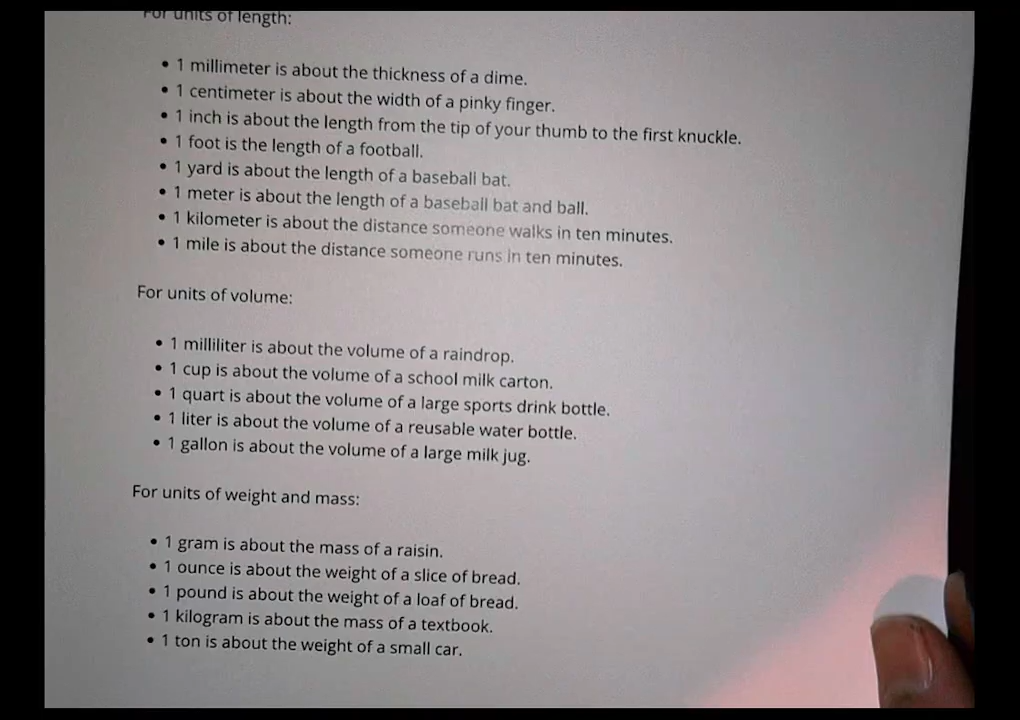 For units of length:
• 1 millimeter is about the thickness of a dime.
• 1 centimeter is about the width of a pinky finger.
• 1 inch is about the length from the tip of your thumb to the first knuckle.
• 1 foot is the length of a football.
• 1 yard is about the length of a baseball bat.
• 1 meter is about the length of a baseball bat and ball.
• 1 kilometer is about the distance someone walks in ten minutes.
• 1 mile is about the distance someone runs in ten minutes.
For units of volume:
• 1 milliliter is about the volume of a raindrop.
• 1 cup is about the volume of a school milk carton.
• 1 quart is about the volume of a large sports drink bottle.
• 1 liter is about the volume of a reusable water bottle.
• 1 gallon is about the volume of a large milk jug.
For units of weight and mass:
• 1 gram is about the mass of a raisin.
• 1 ounce is about the weight of a slice of bread.
• 1 pound is about the weight of a loaf of bread.
• 1 kilogram is about the mass of a textbook.
• 1 ton is about the weight of a small car.